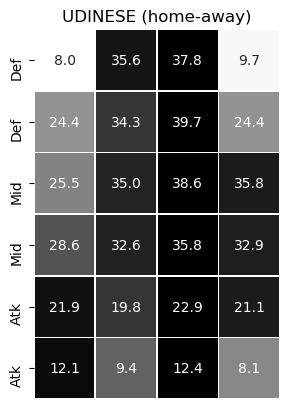 UDINESE (home-away)
Def 8.0 35.6 37.8 9.7
Def 24.4 34.3 39.7 24.4
Mid 25.5 35.0 38.6 35.8
Mid 28.6 32.6 35.8 32.9
Atk 21.9 19.8 22.9 21.1
Atk 12.1 9.4 12.4 8.1